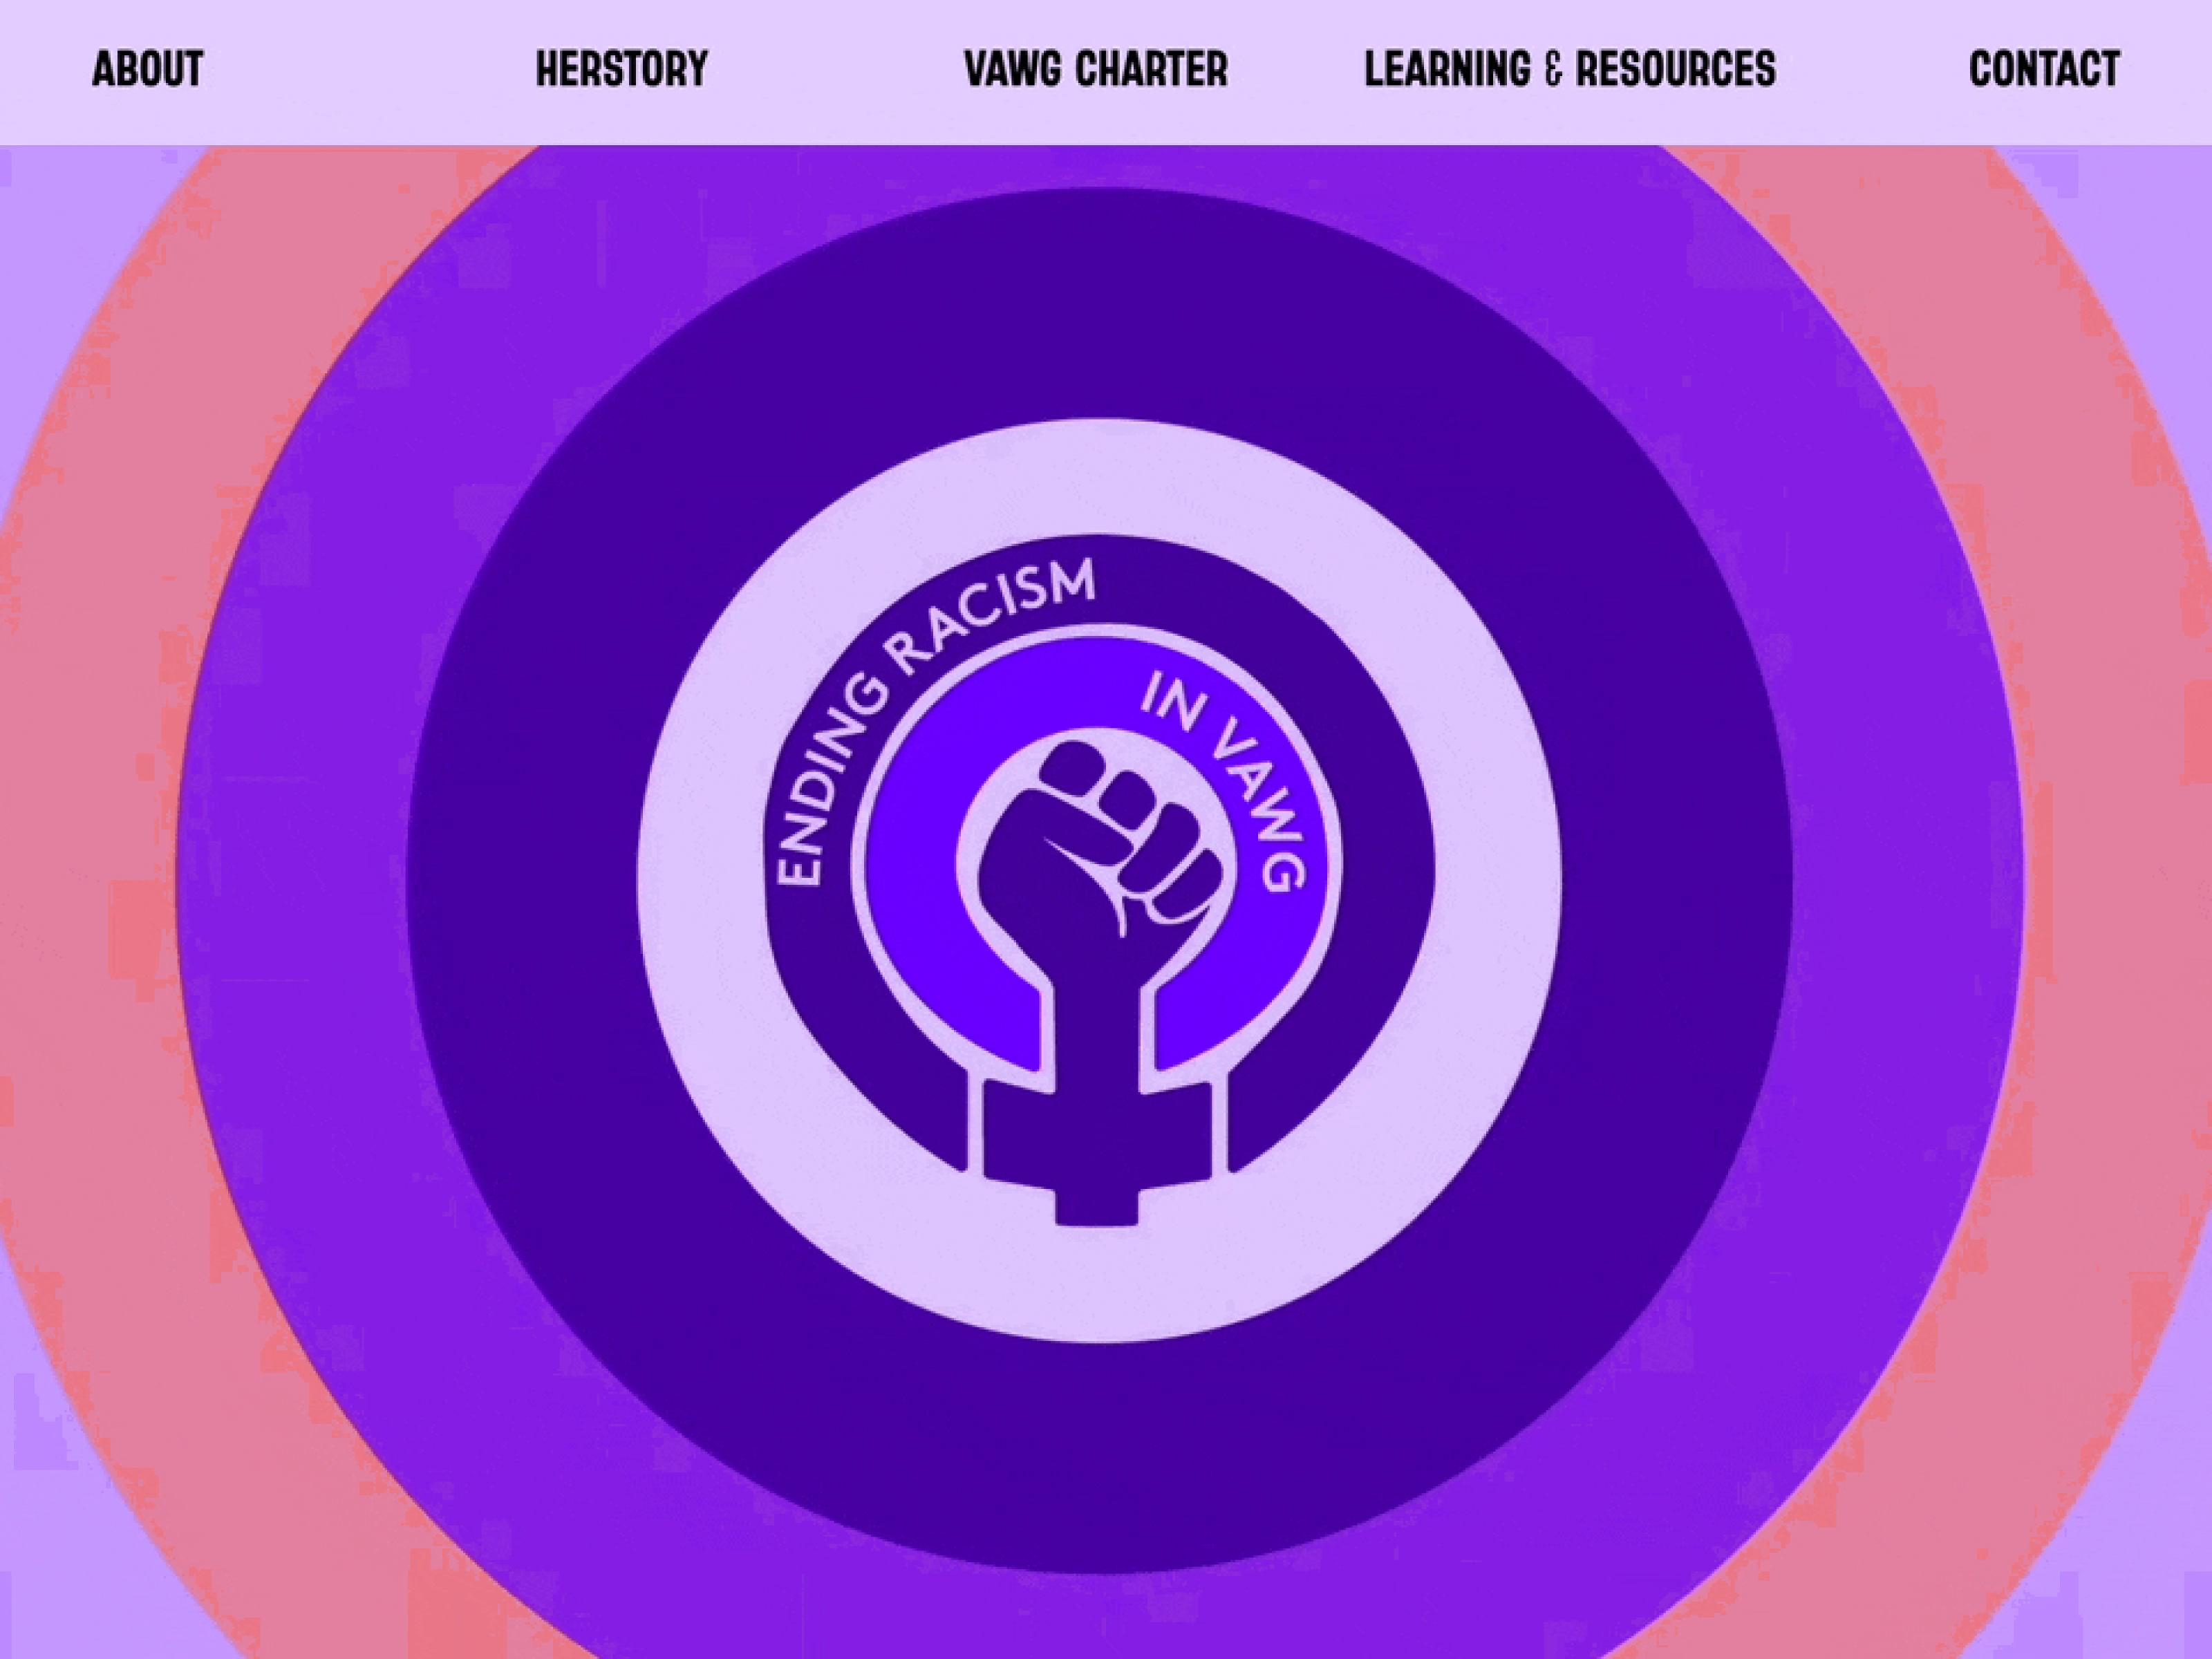 ABOUT
HERSTORY
VAWG CHARTER
LEARNING & RESOURCES
CONTACT
ENDING RACISM
IN VAWG